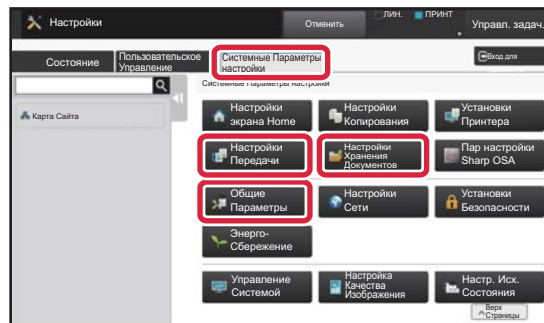 Настройки
Отменить
ЛИН.
ПРИНТ
Управл. задач.
Состояние
Пользовательское
Управление
Системные Параметры
настройки
Вход для
Системные Параметры настройки
Карта Сайта
Настройки
экрана Home
Настройки
Копирования
Установки
Принтера
Настройки
Передачи
Настройки
Хранения
Документов
Пар настройки
Sharp OSA
Общие
Параметры
Настройки
Сети
Установки
Безопасности
Энерго-
Сбережение
Управление
Системой
Настройка
Качества
Изображения
Настр. Исх.
Состояния
Верх
Страницы